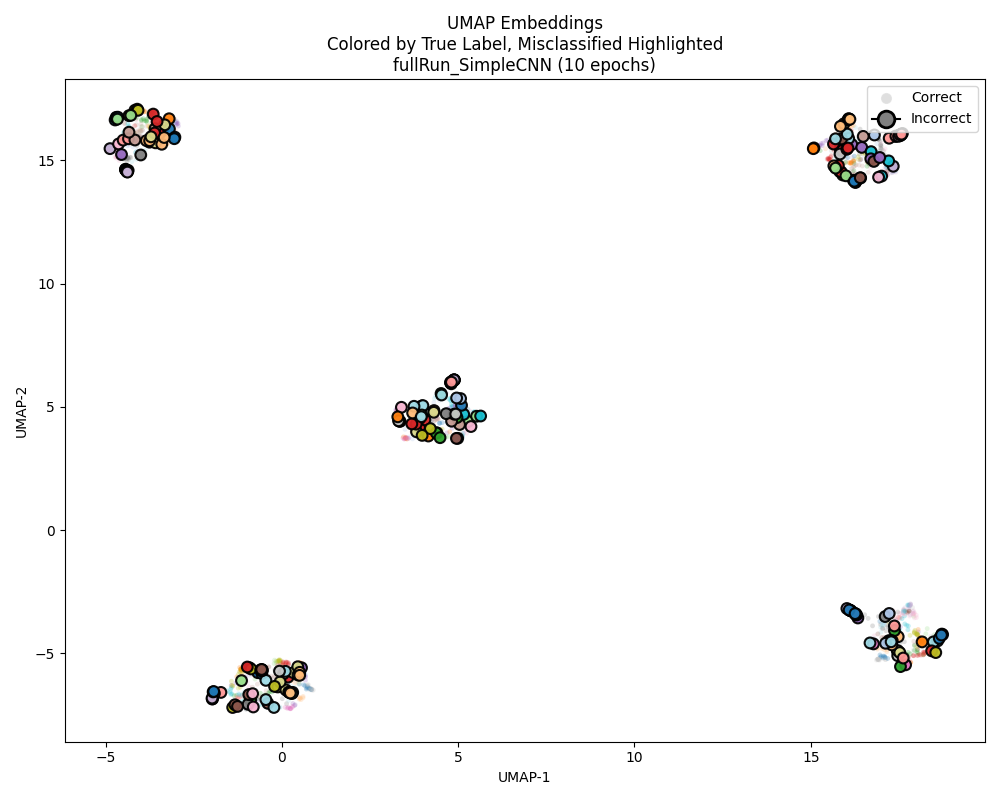 UMAP Embeddings
Colored by True Label, Misclassified Highlighted
fullRun_SimpleCNN (10 epochs)
Correct
Incorrect
15
10
5
0
−5
UMAP-2
−5
0
5
10
15
UMAP-1